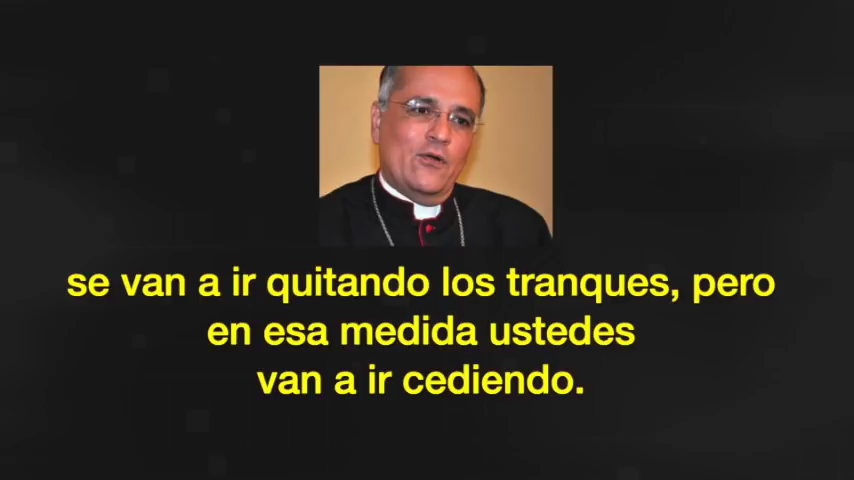 se van a ir quitando los tranques, pero
en esa medida ustedes
van a ir cediendo.